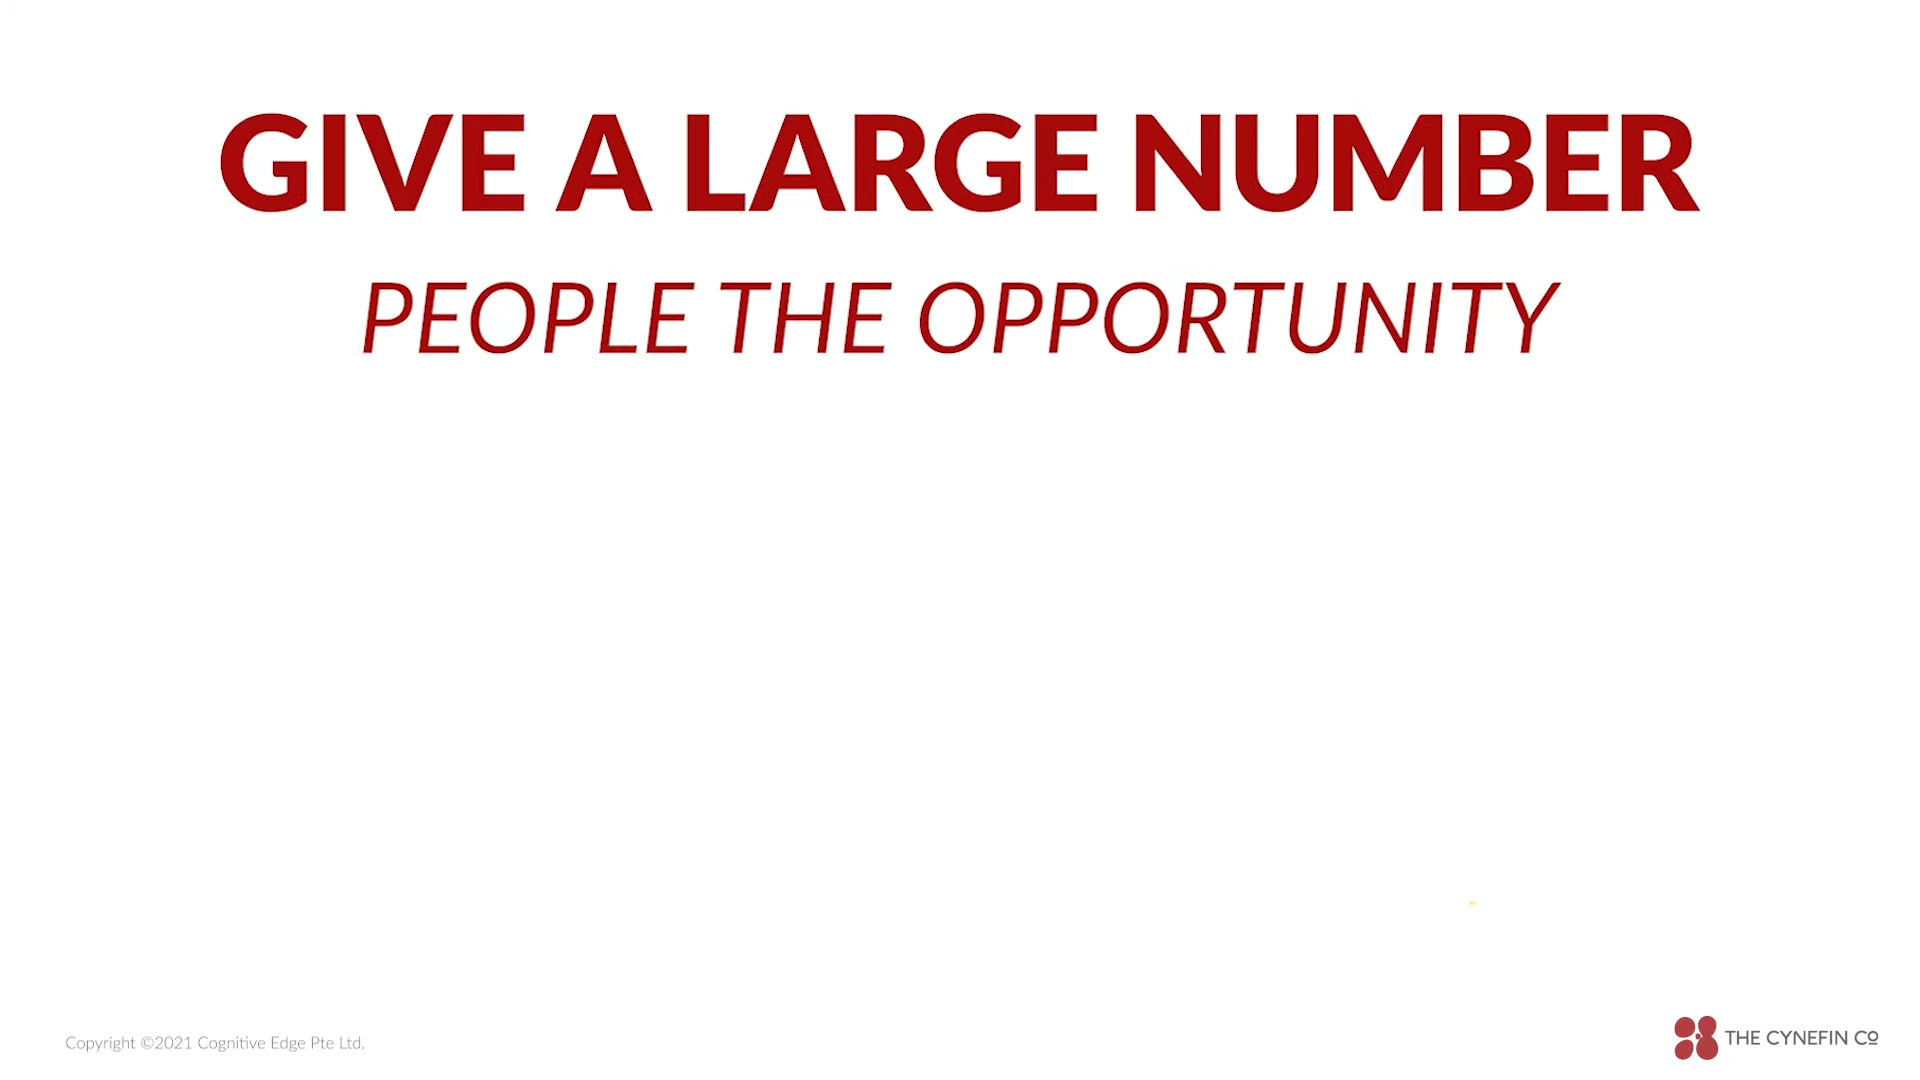 GIVE A LARGE NUMBER
PEOPLE THE OPPORTUNITY
Copyright ©2021 Cognitive Edge Pte Ltd.
THE CYNEFIN Co